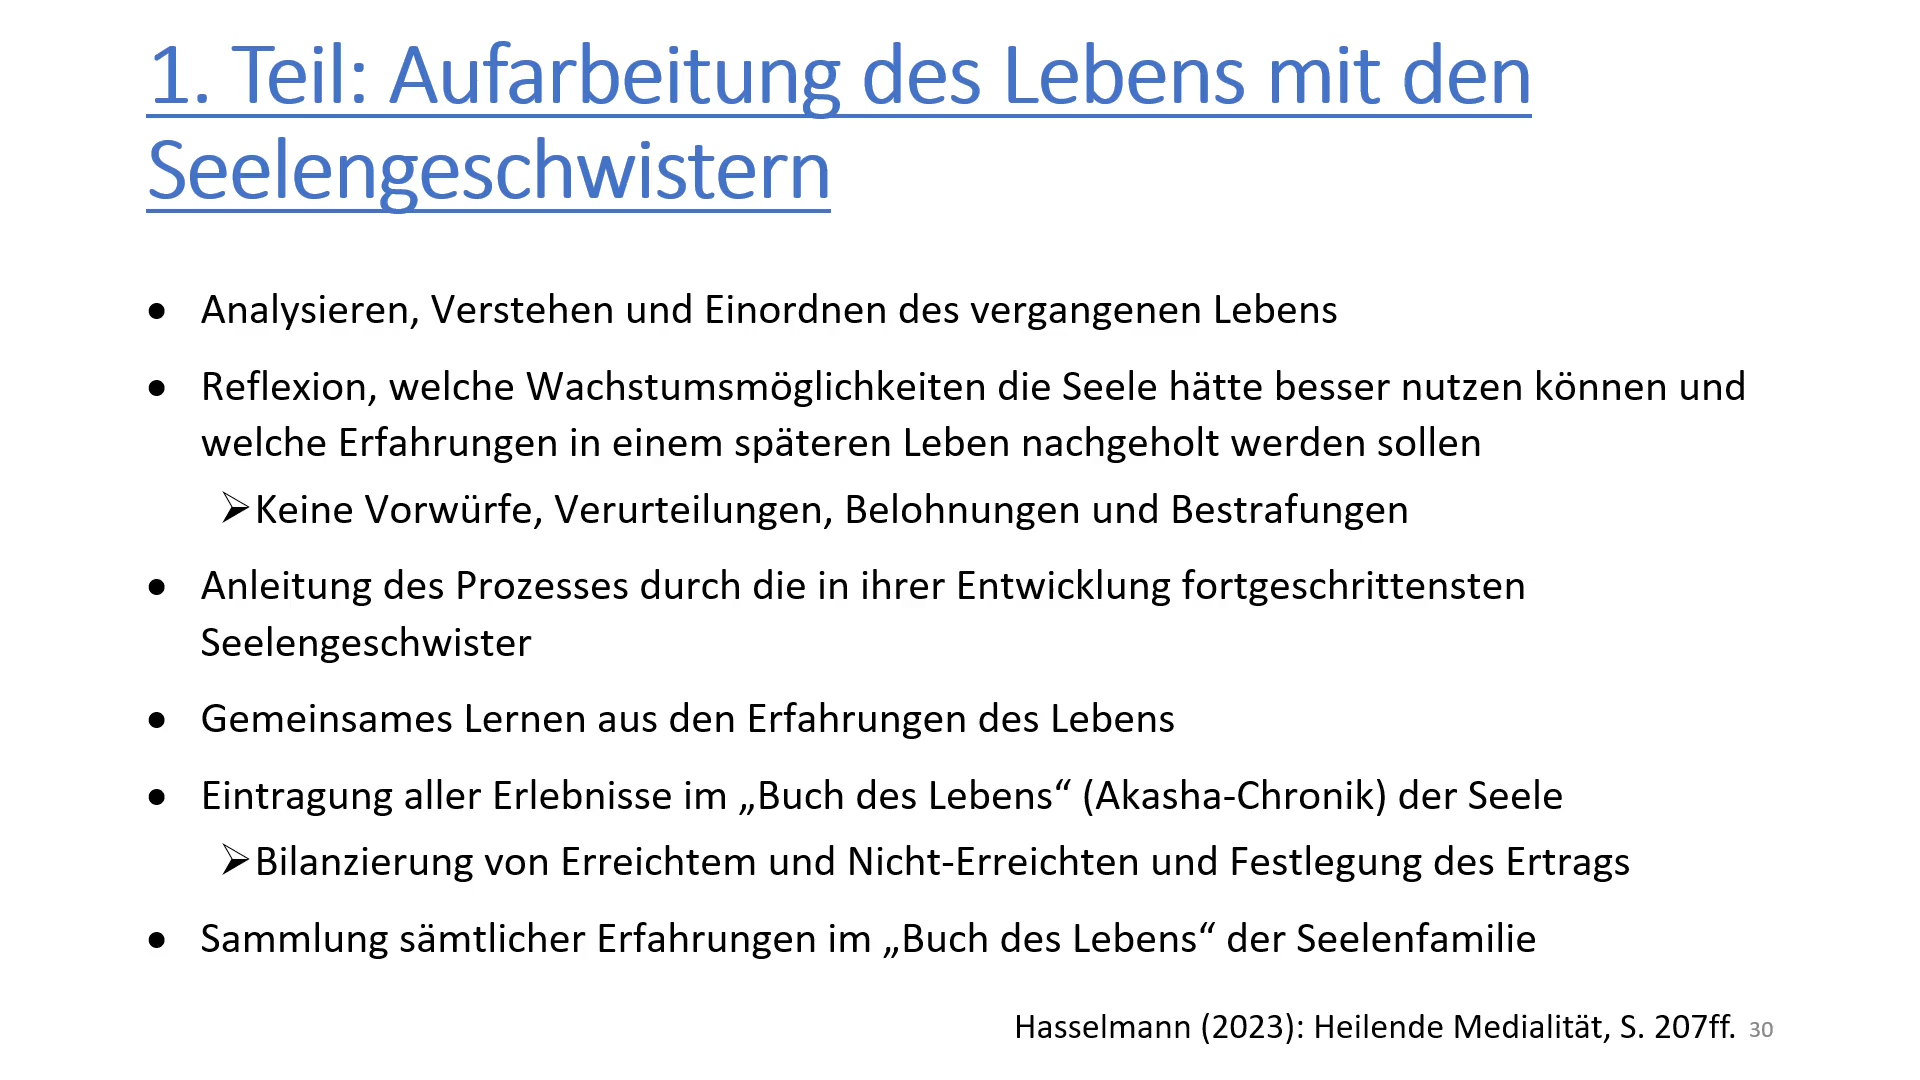 1. Teil: Aufarbeitung des Lebens mit den
Seelengeschwistern
• Analysieren, Verstehen und Einordnen des vergangenen Lebens
• Reflexion, welche Wachstumsmöglichkeiten die Seele hätte besser nutzen können und
welche Erfahrungen in einem späteren Leben nachgeholt werden sollen
➢Keine Vorwürfe, Verurteilungen, Belohnungen und Bestrafungen
• Anleitung des Prozesses durch die in ihrer Entwicklung fortgeschrittensten
Seelengeschwister
• Gemeinsames Lernen aus den Erfahrungen des Lebens
• Eintragung aller Erlebnisse im „Buch des Lebens“ (Akasha-Chronik) der Seele
➢Bilanzierung von Erreichtem und Nicht-Erreichten und Festlegung des Ertrags
• Sammlung sämtlicher Erfahrungen im „Buch des Lebens“ der Seelenfamilie
Hasselmann (2023): Heilende Medialität, S. 207ff. 30